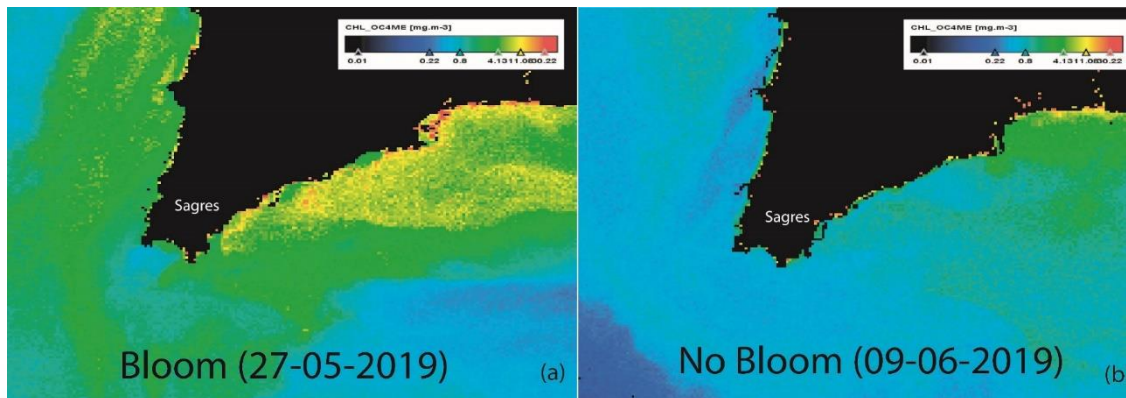 CHL_OC4ME [mg.m-3]
0.01 0.22 0.8 4.13 11.08 30.22
Sagres
Bloom (27-05-2019)
(a)
CHL_OC4ME [mg.m-3]
0.01 0.22 0.8 4.13 11.08 30.22
Sagres
No Bloom (09-06-2019)
(b)